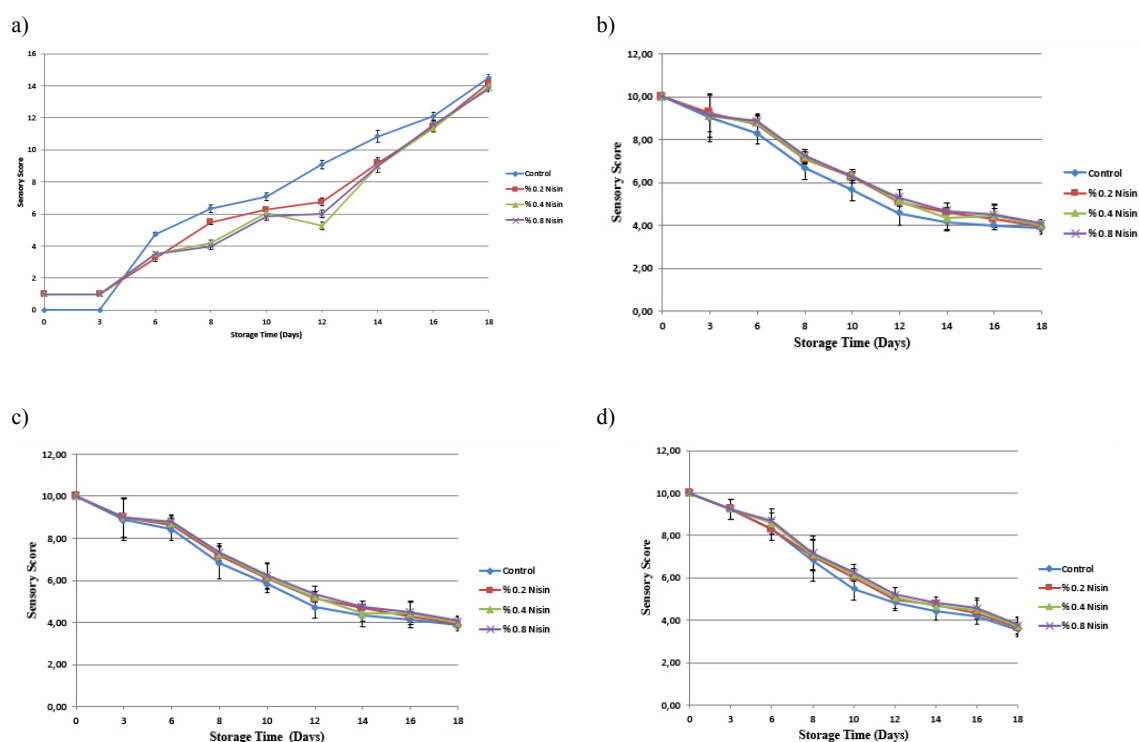 a)
16
14
12
10
8
6
4
2
0
Sensory Score
0 3 6 8 10 12 14 16 18
Storage Time (Days)
Control
%0.2 Nisin
%0.4 Nisin
%0.8 Nisin
b)
12,00
10,00
8,00
6,00
4,00
2,00
0,00
Sensory Score
0 3 6 8 10 12 14 16 18
Storage Time (Days)
Control
%0.2 Nisin
%0.4 Nisin
%0.8 Nisin
c)
12,00
10,00
8,00
6,00
4,00
2,00
0,00
Sensory Score
0 3 6 8 10 12 14 16 18
Storage Time (Days)
Control
%0.2 Nisin
%0.4 Nisin
%0.8 Nisin
d)
12,00
10,00
8,00
6,00
4,00
2,00
0,00
Sensory Score
0 3 6 8 10 12 14 16 18
Storage Time (Days)
Control
%0.2 Nisin
%0.4 Nisin
%0.8 Nisin